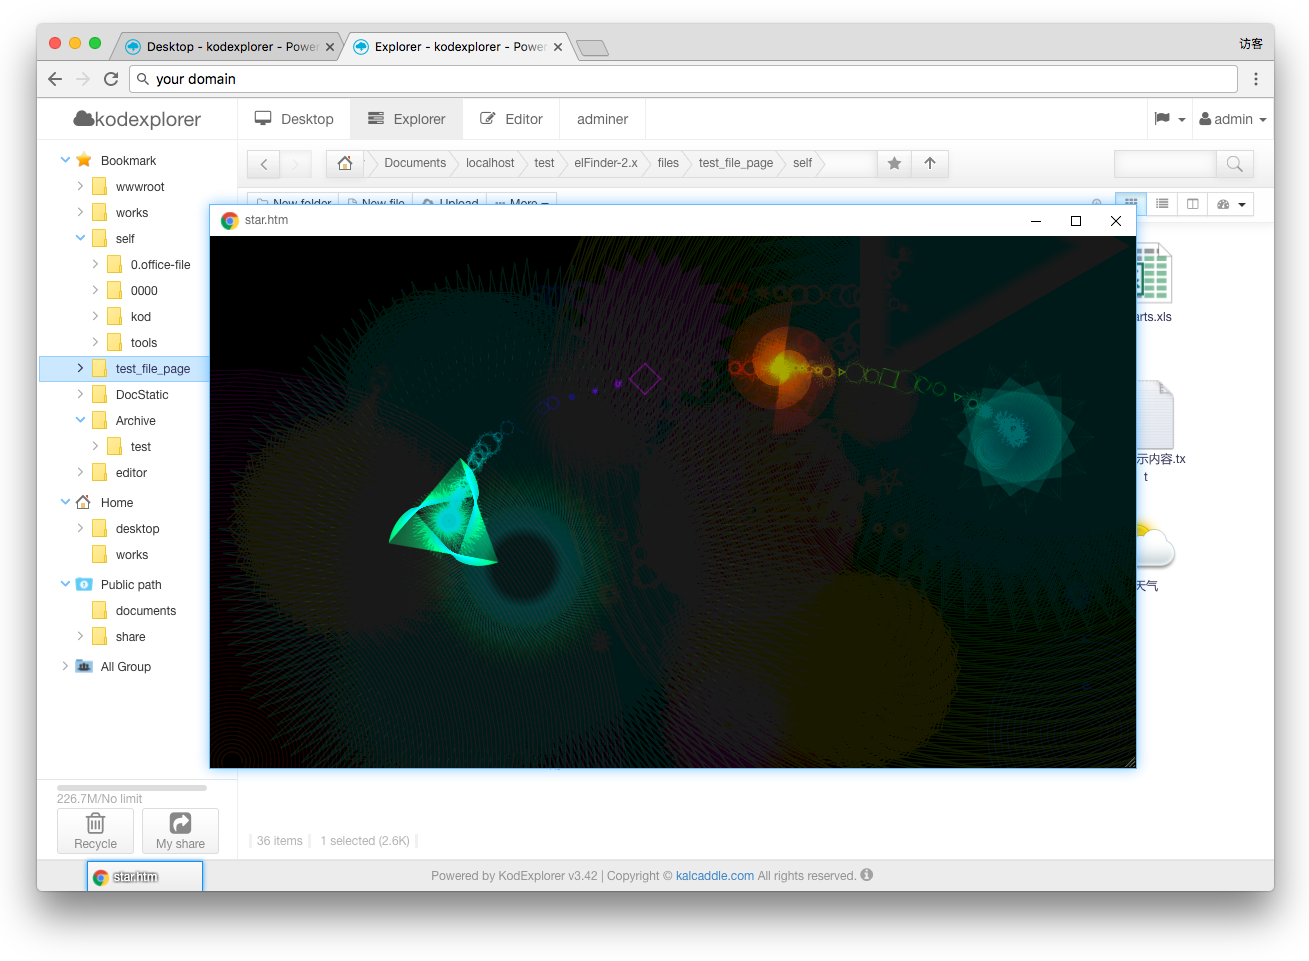 Desktop - kodexplorer - Power
Explorer - kodexplorer - Power
访客
your domain
kodexplorer
Desktop
Explorer
Editor
adminer
admin
Documents
localhost
test
elFinder-2.x
files
test_file_page
self
New folder
New file
Upload
More
Bookmark
wwwroot
works
self
0.office-file
0000
kod
tools
test_file_page
DocStatic
Archive
test
editor
Home
desktop
works
Public path
documents
share
All Group
star.htm
arts.xls
示内容.tx
t
天气
226.7M/No limit
Recycle
My share
36 items
1 selected (2.6K)
star.htm
Powered by KodExplorer v3.42 | Copyright © kalcaddle.com All rights reserved.